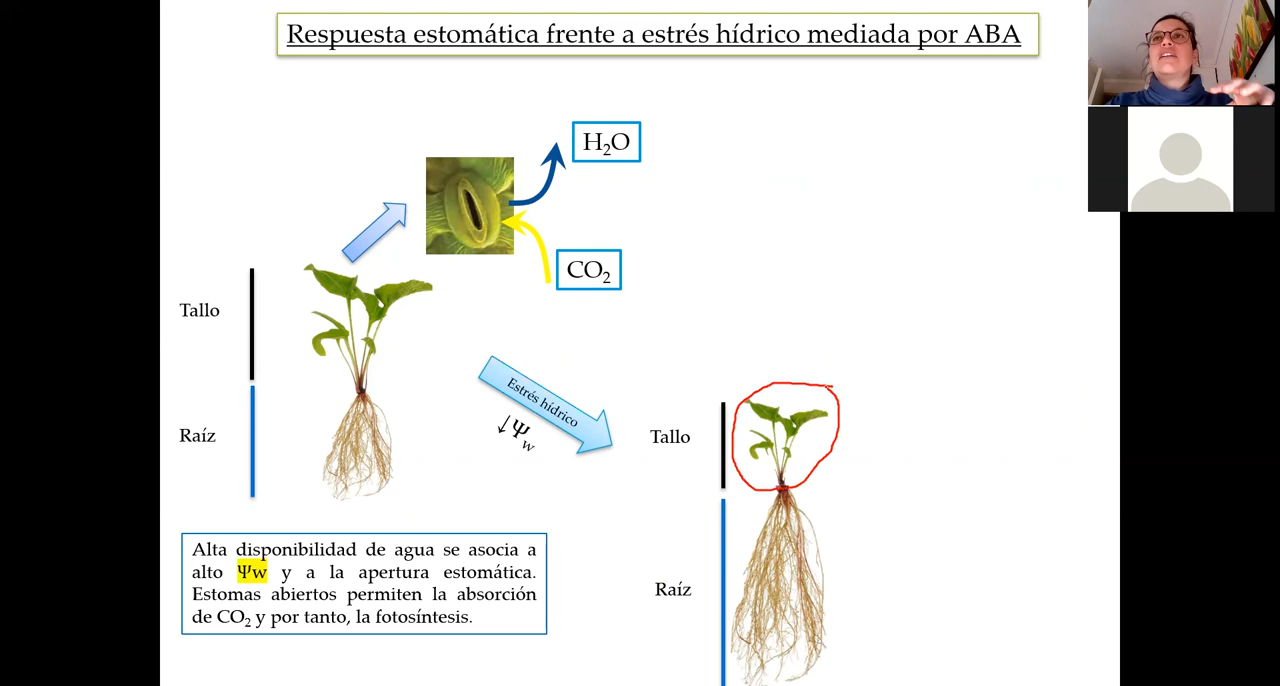 Respuesta estomática frente a estrés hídrico mediada por ABA
H₂O
CO₂
Tallo
Raíz
Estrés hídrico
↓Ψw
Tallo
Raíz
Alta disponibilidad de agua se asocia a
alto Ψw y a la apertura estomática.
Estomas abiertos permiten la absorción
de CO₂ y por tanto, la fotosíntesis.